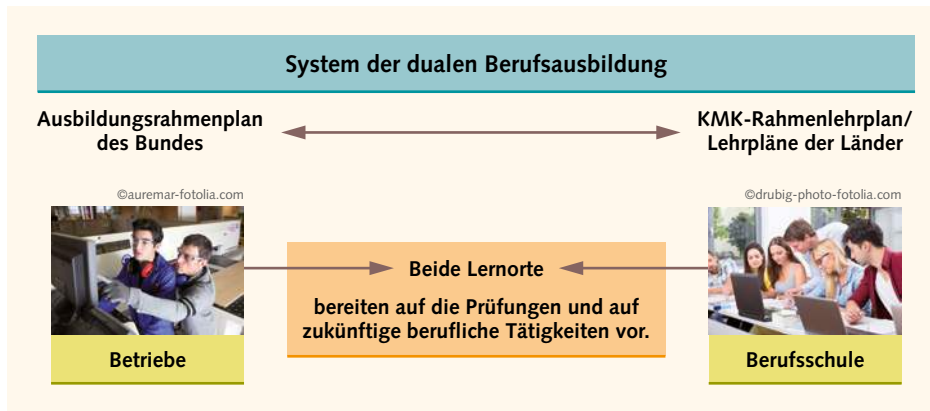 System der dualen Berufsausbildung
Ausbildungsrahmenplan
des Bundes
KMK-Rahmenlehrplan/
Lehrpläne der Länder
©auremar-fotolia.com
©drubig-photo-fotolia.com
Beide Lernorte
bereiten auf die Prüfungen und auf
zukünftige berufliche Tätigkeiten vor.
Betriebe
Berufsschule